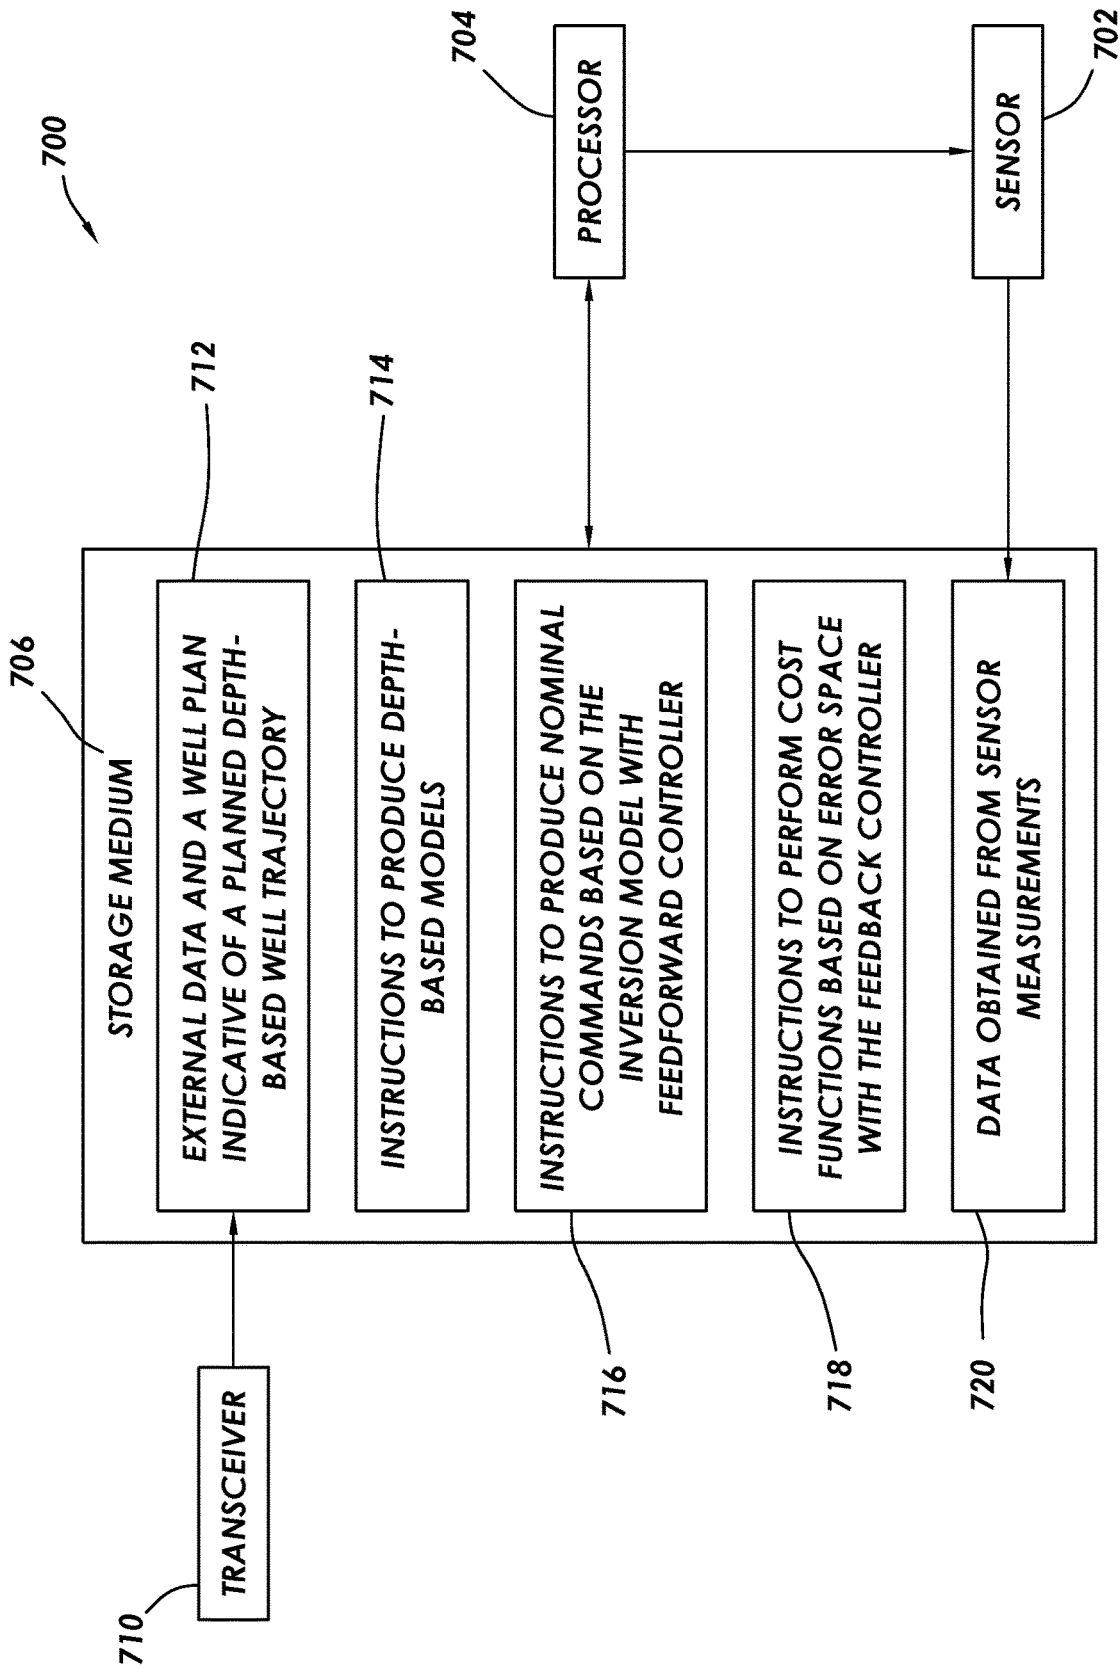 700
706
STORAGE MEDIUM
712
EXTERNAL DATA AND A WELL PLAN
INDICATIVE OF A PLANNED DEPTH-
BASED WELL TRAJECTORY
710
TRANSCEIVER
714
INSTRUCTIONS TO PRODUCE DEPTH-
BASED MODELS
704
PROCESSOR
716
INSTRUCTIONS TO PRODUCE NOMINAL
COMMANDS BASED ON THE
INVERSION MODEL WITH
FEEDFORWARD CONTROLLER
718
INSTRUCTIONS TO PERFORM COST
FUNCTIONS BASED ON ERROR SPACE
WITH THE FEEDBACK CONTROLLER
720
DATA OBTAINED FROM SENSOR
MEASUREMENTS
SENSOR
702